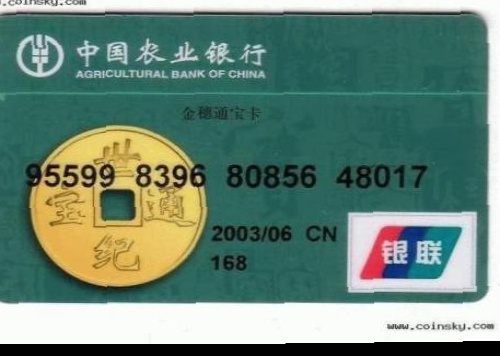 www.coinsky.com
中国农业银行
AGRICULTURAL BANK OF CHINA
金穗通宝卡
95599 8396 80856 48017
世
宝 通
纪
2003/06 CN
168
银联
www.coinsky.com